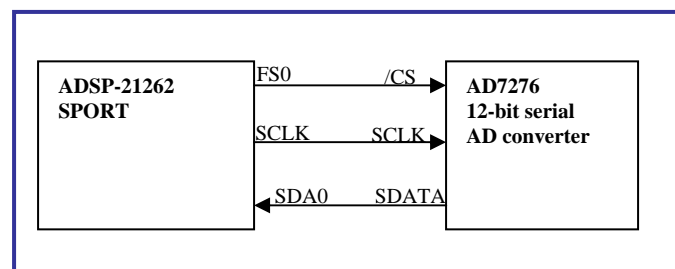 ADSP-21262
SPORT
FS0 /CS
SCLK SCLK
SDA0 SDATA
AD7276
12-bit serial
AD converter